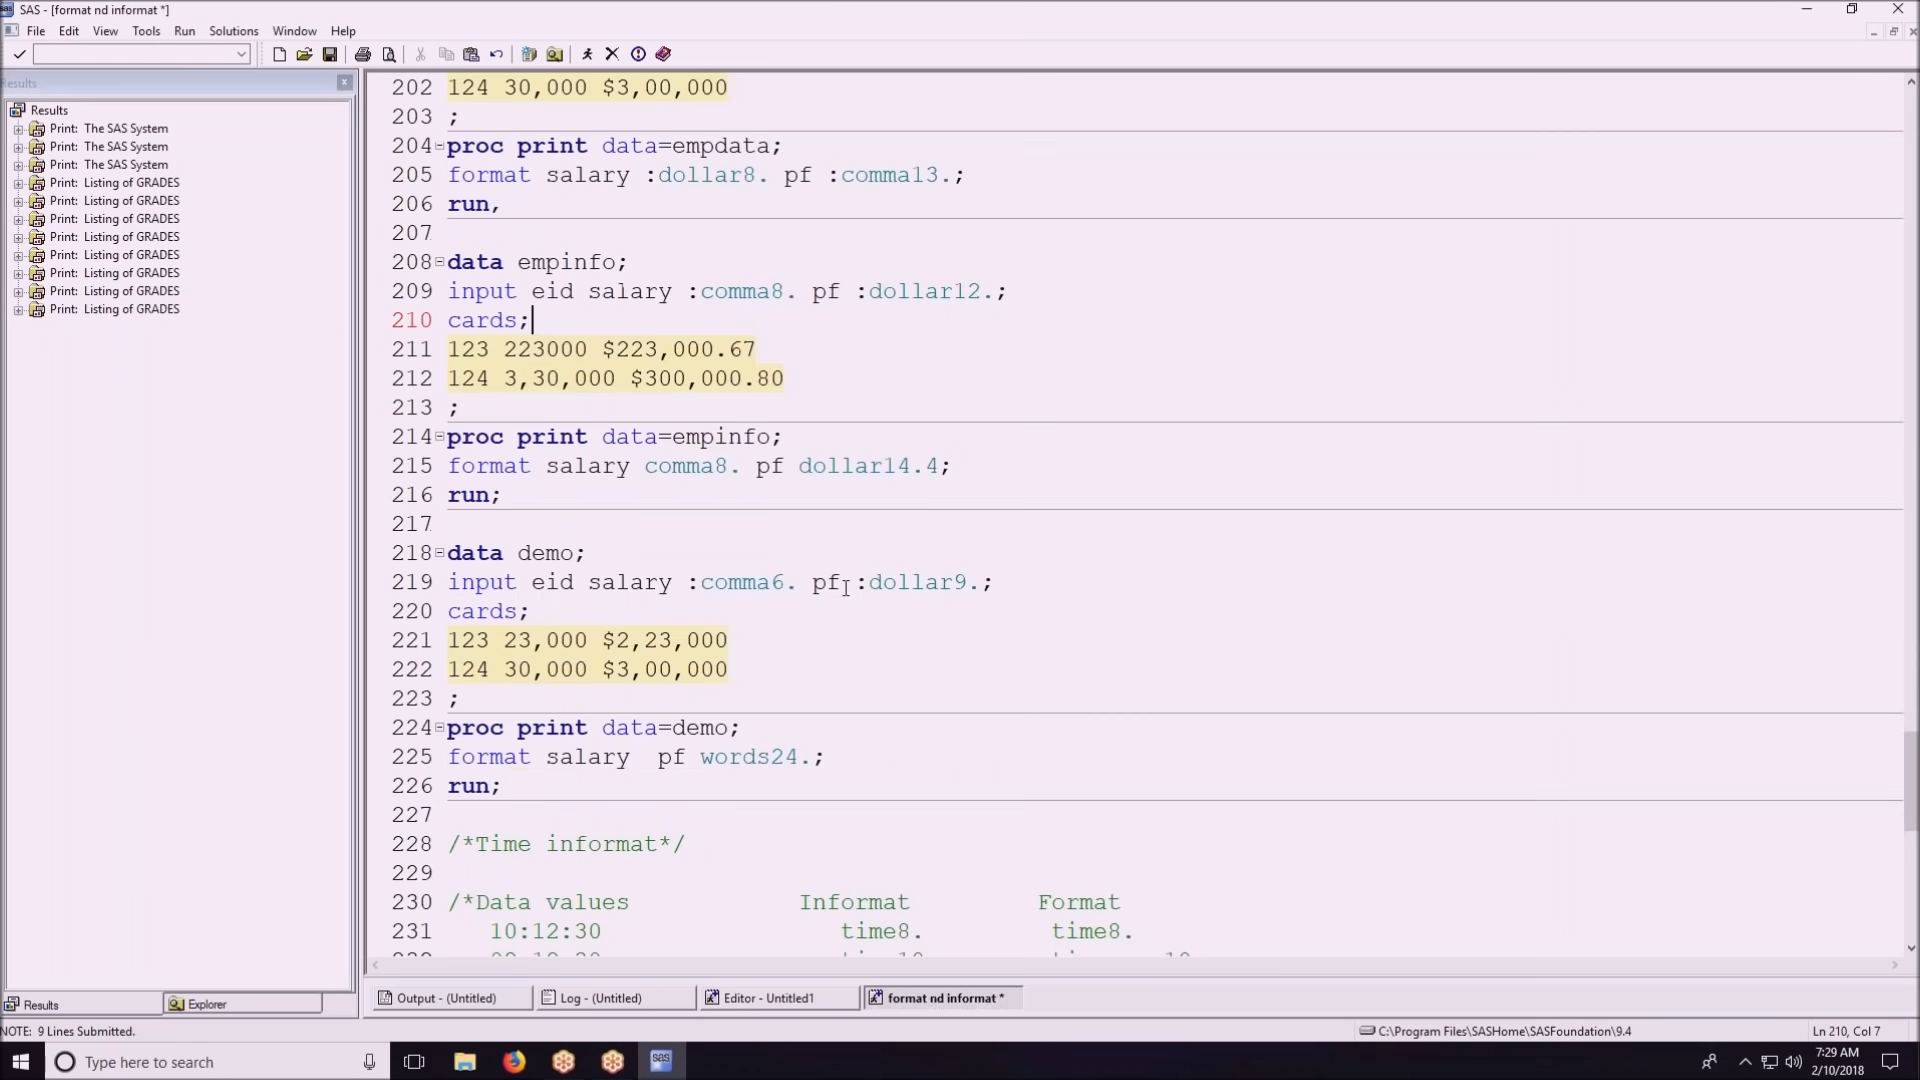 SAS - [format nd informat *]
File Edit View Tools Run Solutions Window Help
Results
Results
Print: The SAS System
Print: The SAS System
Print: The SAS System
Print: Listing of GRADES
Print: Listing of GRADES
Print: Listing of GRADES
Print: Listing of GRADES
Print: Listing of GRADES
Print: Listing of GRADES
Print: Listing of GRADES
Print: Listing of GRADES
202 124 30,000 $3,00,000
203 ;
204 proc print data=empdata;
205 format salary :dollar8. pf :comma13.;
206 run,
207
208 data empinfo;
209 input eid salary :comma8. pf :dollar12.;
210 cards;
211 123 223000 $223,000.67
212 124 3,30,000 $300,000.80
213 ;
214 proc print data=empinfo;
215 format salary comma8. pf dollar14.4;
216 run;
217
218 data demo;
219 input eid salary :comma6. pf :dollar9.;
220 cards;
221 123 23,000 $2,23,000
222 124 30,000 $3,00,000
223 ;
224 proc print data=demo;
225 format salary  pf words24.;
226 run;
227
228 /*Time informat*/
229
230 /*Data values Informat Format
231 10:12:30 time8. time8.
Results Explorer
Output - (Untitled) Log - (Untitled) Editor - Untitled1 format nd informat *
NOTE: 9 Lines Submitted. C:\Program Files\SASHome\SASFoundation\9.4 Ln 210, Col 7
Type here to search sas 7:29 AM
2/10/2018